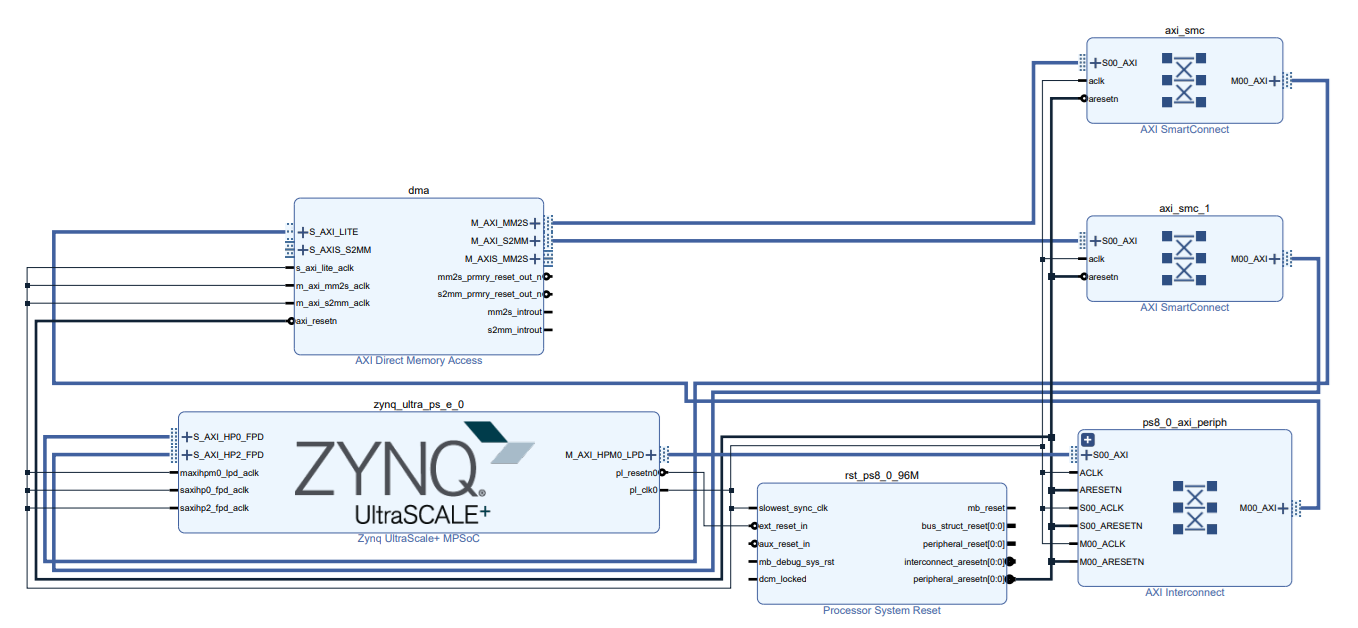 axi_smc
S00_AXI
aclk
aresetn
M00_AXI
AXI SmartConnect
dma
S_AXI_LITE
S_AXIS_S2MM
s_axi_lite_aclk
m_axi_mm2s_aclk
m_axi_s2mm_aclk
axi_resetn
M_AXI_MM2S
M_AXI_S2MM
M_AXIS_MM2S
mm2s_prmry_reset_out_n
s2mm_prmry_reset_out_n
mm2s_introut
s2mm_introut
AXI Direct Memory Access
axi_smc_1
S00_AXI
aclk
aresetn
M00_AXI
AXI SmartConnect
zynq_ultra_ps_e_0
S_AXI_HP0_FPD
S_AXI_HP2_FPD
maxihpm0_lpd_aclk
saxihp0_fpd_aclk
saxihp2_fpd_aclk
ZYNQ®
UltraSCALE+
M_AXI_HPM0_LPD
pl_resetn0
pl_clk0
Zynq UltraScale+ MPSoC
rst_ps8_0_96M
slowest_sync_clk
ext_reset_in
aux_reset_in
mb_debug_sys_rst
dcm_locked
mb_reset
bus_struct_reset[0:0]
peripheral_reset[0:0]
interconnect_aresetn[0:0]
peripheral_aresetn[0:0]
Processor System Reset
ps8_0_axi_periph
S00_AXI
ACLK
ARESETN
S00_ACLK
S00_ARESETN
M00_ACLK
M00_ARESETN
M00_AXI
AXI Interconnect